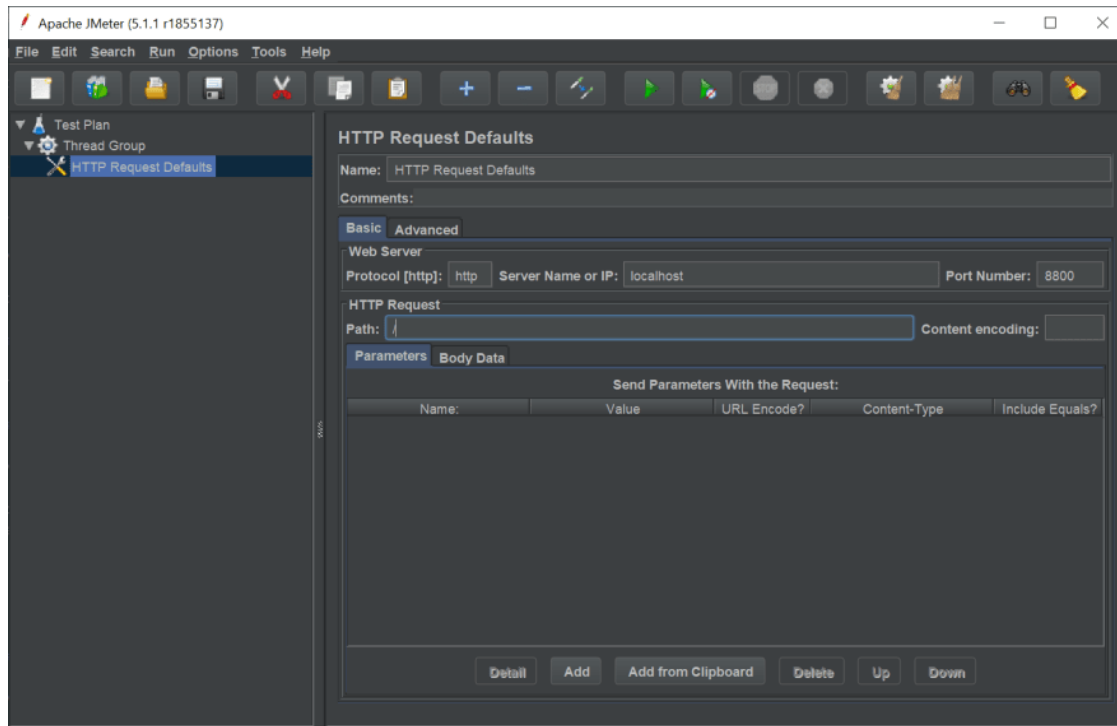 Apache JMeter (5.1.1 r1855137)
File Edit Search Run Options Tools Help
Test Plan
Thread Group
HTTP Request Defaults
HTTP Request Defaults
Name: HTTP Request Defaults
Comments:
Basic Advanced
Web Server
Protocol [http]: http Server Name or IP: localhost Port Number: 8800
HTTP Request
Path: / Content encoding:
Parameters Body Data
Send Parameters With the Request:
Name: Value URL Encode? Content-Type Include Equals?
Detail Add Add from Clipboard Delete Up Down